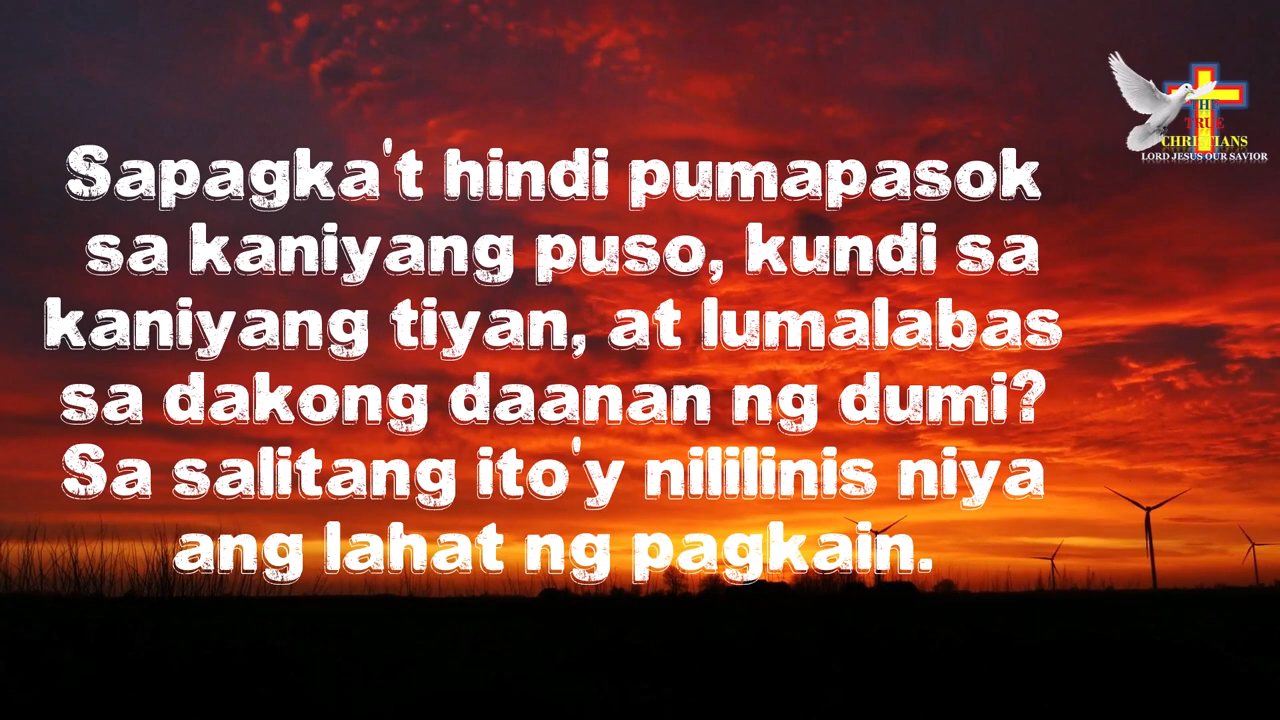 Sapagka't hindi pumapasok
sa kaniyang puso, kundi sa
kaniyang tiyan, at lumalabas
sa dakong daanan ng dumi?
Sa salitang ito'y nililinis niya
ang lahat ng pagkain.
THE
TRUE
CHRISTIANS
LORD JESUS OUR SAVIOR